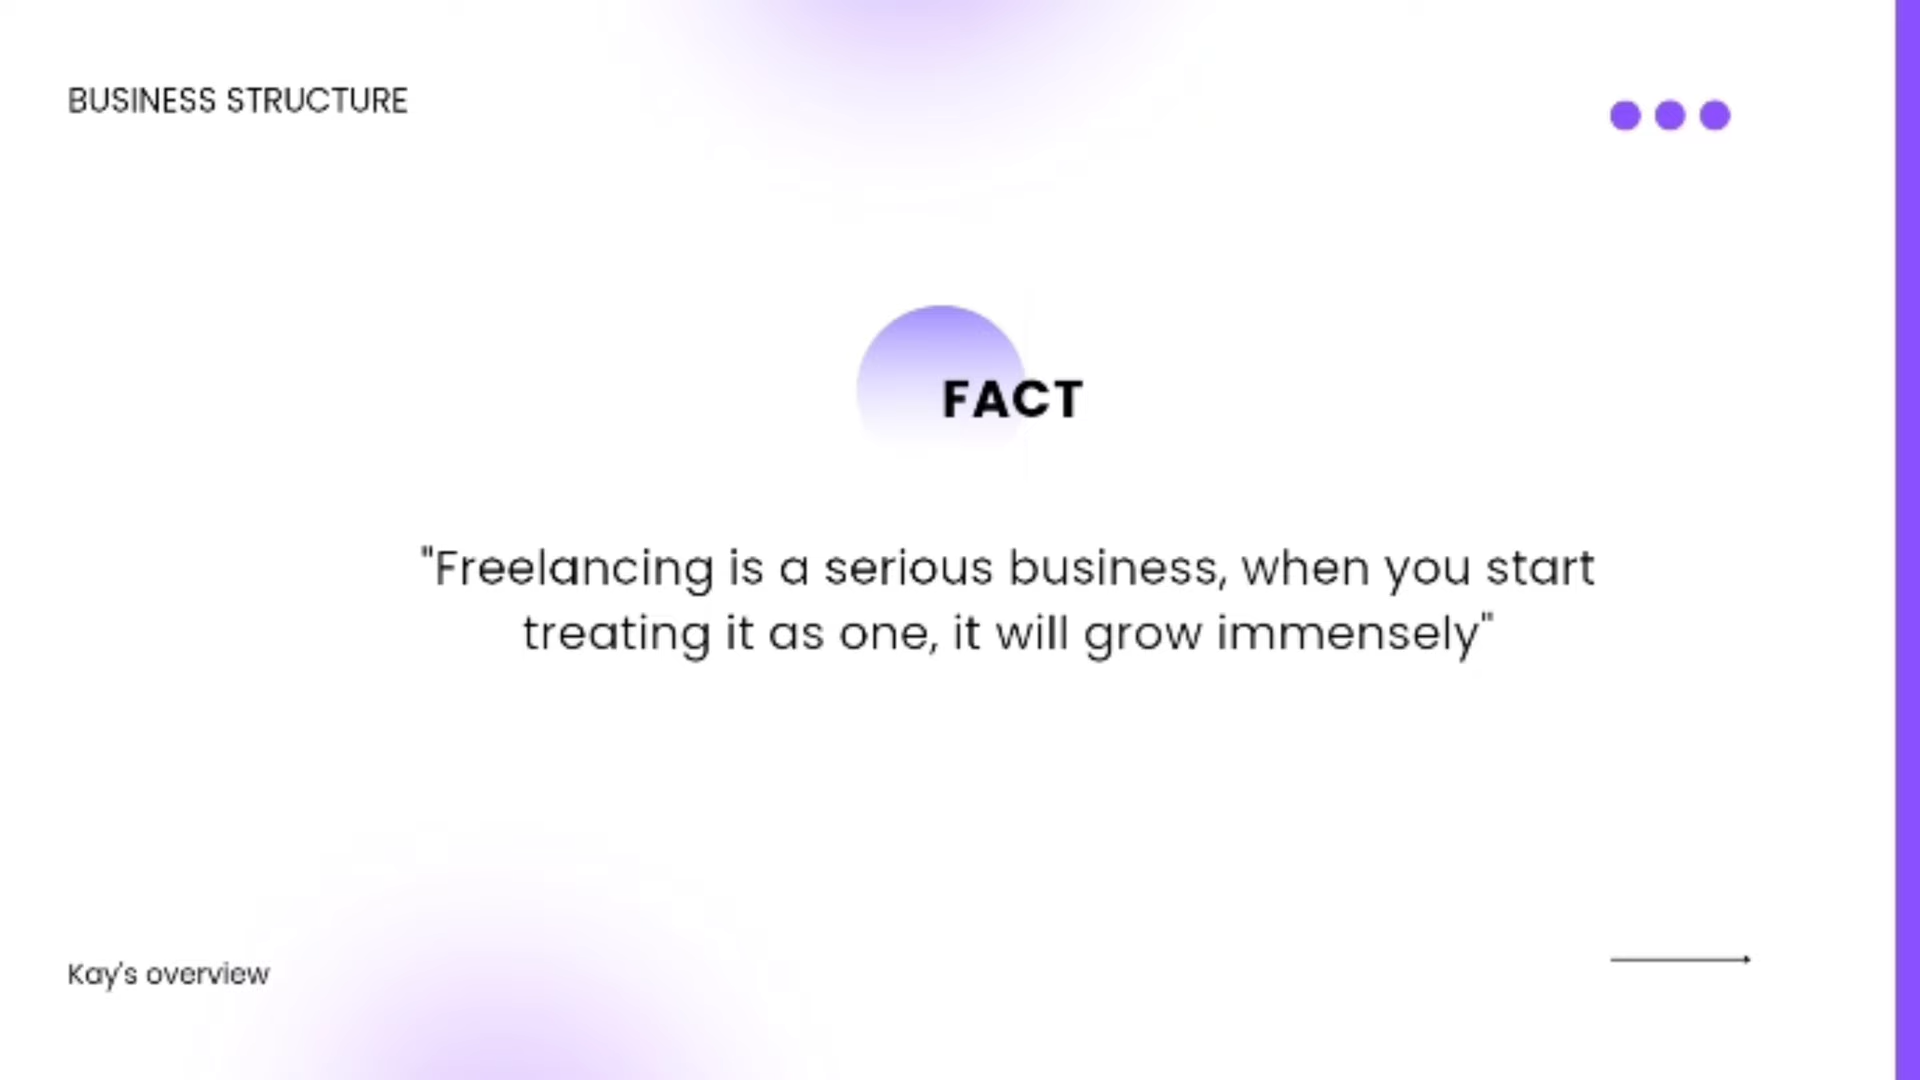 BUSINESS STRUCTURE
FACT
"Freelancing is a serious business, when you start
treating it as one, it will grow immensely"
Kay's overview